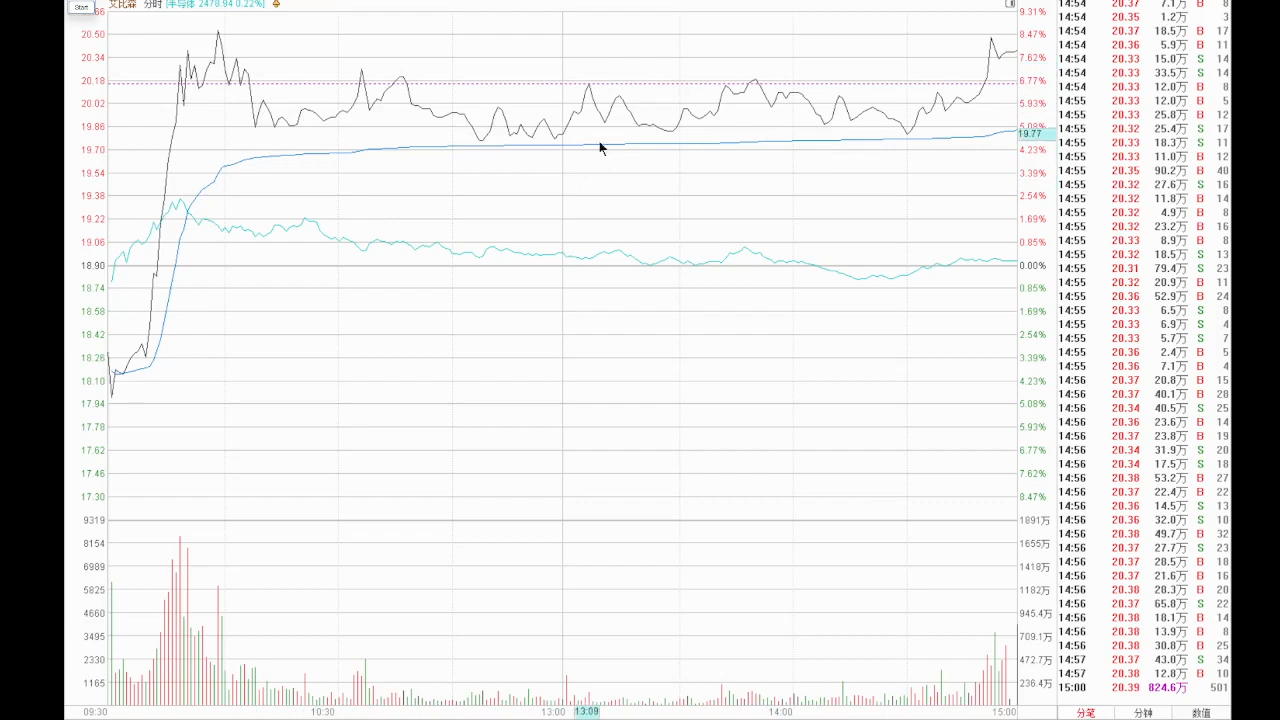 Start
艾比森 分时 [半导体 2478.94 0.22%]
20.66 9.31%
20.50 8.47%
20.34 7.62%
20.18 6.77%
20.02 5.93%
19.86 5.09%
19.77
19.70 4.23%
19.54 3.39%
19.38 2.54%
19.22 1.69%
19.06 0.85%
18.90 0.00%
18.74 0.85%
18.58 1.69%
18.42 2.54%
18.26 3.39%
18.10 4.23%
17.94 5.08%
17.78 5.93%
17.62 6.77%
17.46 7.62%
17.30 8.47%
9319 1891万
8154 1655万
6989 1418万
5825 1182万
4660 945.4万
3495 709.1万
2330 472.7万
1165 236.4万
09:30 10:30 13:00 13:09 14:00 15:00
14:54 20.37 7.1万 B 8
14:54 20.35 1.2万 B 3
14:54 20.37 18.5万 B 17
14:54 20.36 5.9万 B 11
14:54 20.33 15.0万 S 14
14:54 20.33 33.5万 S 14
14:54 20.33 12.0万 B 8
14:55 20.33 12.0万 B 5
14:55 20.33 25.8万 B 12
14:55 20.32 25.4万 S 17
14:55 20.33 18.3万 S 11
14:55 20.33 11.0万 B 12
14:55 20.35 90.2万 B 40
14:55 20.32 27.6万 S 16
14:55 20.32 11.8万 B 14
14:55 20.32 4.9万 B 8
14:55 20.32 23.2万 B 16
14:55 20.33 8.9万 B 8
14:55 20.32 18.5万 S 13
14:55 20.31 79.4万 S 23
14:55 20.32 20.9万 B 11
14:55 20.36 52.9万 B 24
14:55 20.33 6.5万 S 8
14:55 20.33 6.9万 S 4
14:55 20.33 5.7万 S 7
14:55 20.36 2.4万 B 5
14:55 20.36 7.1万 B 4
14:56 20.37 20.8万 B 15
14:56 20.37 40.1万 B 28
14:56 20.34 40.5万 S 25
14:56 20.36 23.6万 B 14
14:56 20.37 23.8万 B 19
14:56 20.34 31.9万 S 20
14:56 20.34 17.5万 S 18
14:56 20.38 53.2万 B 27
14:56 20.37 22.4万 B 22
14:56 20.36 14.5万 S 13
14:56 20.36 32.0万 S 10
14:56 20.38 49.7万 B 32
14:56 20.37 27.7万 S 23
14:56 20.37 28.5万 B 18
14:56 20.37 21.6万 B 16
14:56 20.38 28.3万 B 20
14:56 20.37 65.8万 S 22
14:56 20.38 18.1万 B 14
14:56 20.38 13.9万 B 8
14:56 20.38 30.8万 B 25
14:57 20.37 43.0万 S 34
14:57 20.38 12.8万 B 10
15:00 20.39 824.6万 501
分笔 分钟 数值